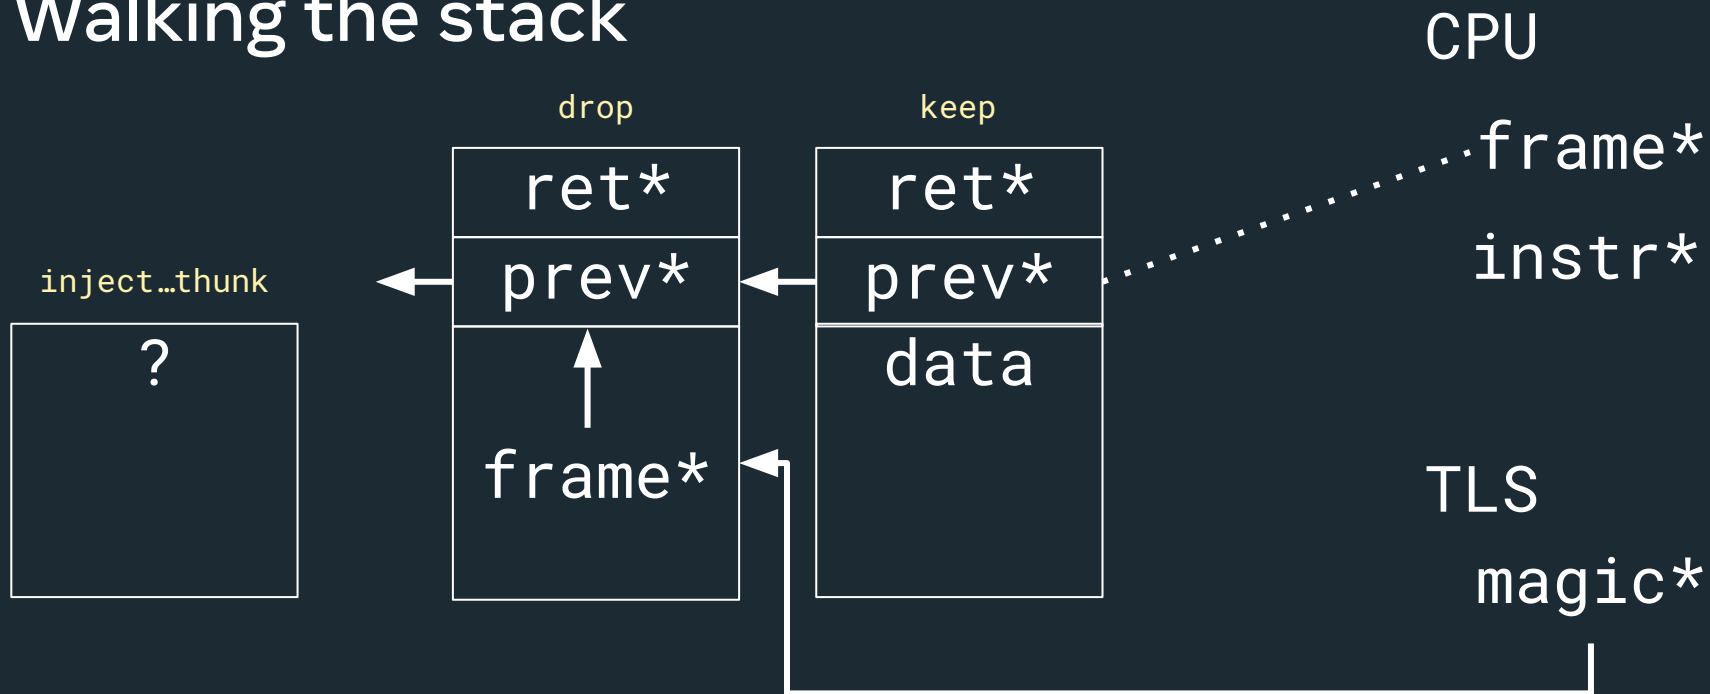 Walking the stack
CPU
drop
keep
frame*
ret*
ret*
instr*
prev*
prev*
inject…thunk
?
data
frame*
TLS
magic*